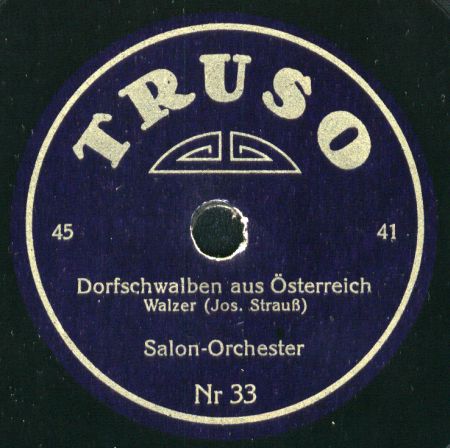 TRUSO
45 41
Dorfschwalben aus Österreich
Walzer (Jos. Strauß)
Salon-Orchester
Nr 33